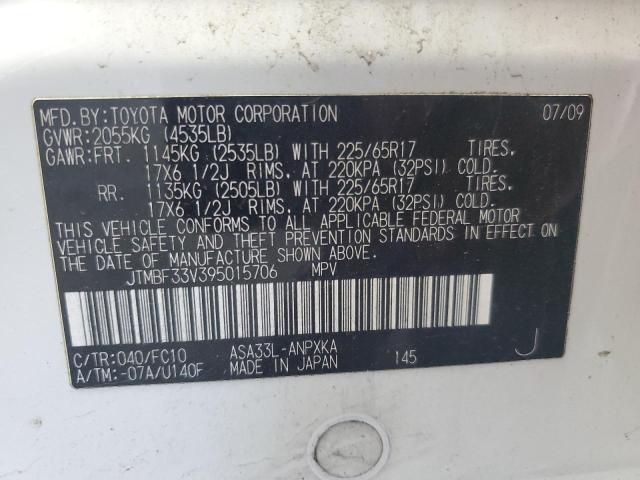 MFD.BY:TOYOTA MOTOR CORPORATION 07/09
GVWR:2055KG (4535LB)
GAWR:FRT. 1145KG (2535LB) WITH 225/65R17 TIRES,
17X6 1/2J RIMS, AT 220KPA (32PSI) COLD.
RR. 1135KG (2505LB) WITH 225/65R17 TIRES,
17X6 1/2J RIMS, AT 220KPA (32PSI) COLD.
THIS VEHICLE CONFORMS TO ALL APPLICABLE FEDERAL MOTOR
VEHICLE SAFETY AND THEFT PREVENTION STANDARDS IN EFFECT ON
THE DATE OF MANUFACTURE SHOWN ABOVE.
JTMBF33V395015706 MPV
C/TR:040/FC10 ASA33L-ANPXKA 145 J
A/TM:-07A/U140F MADE IN JAPAN